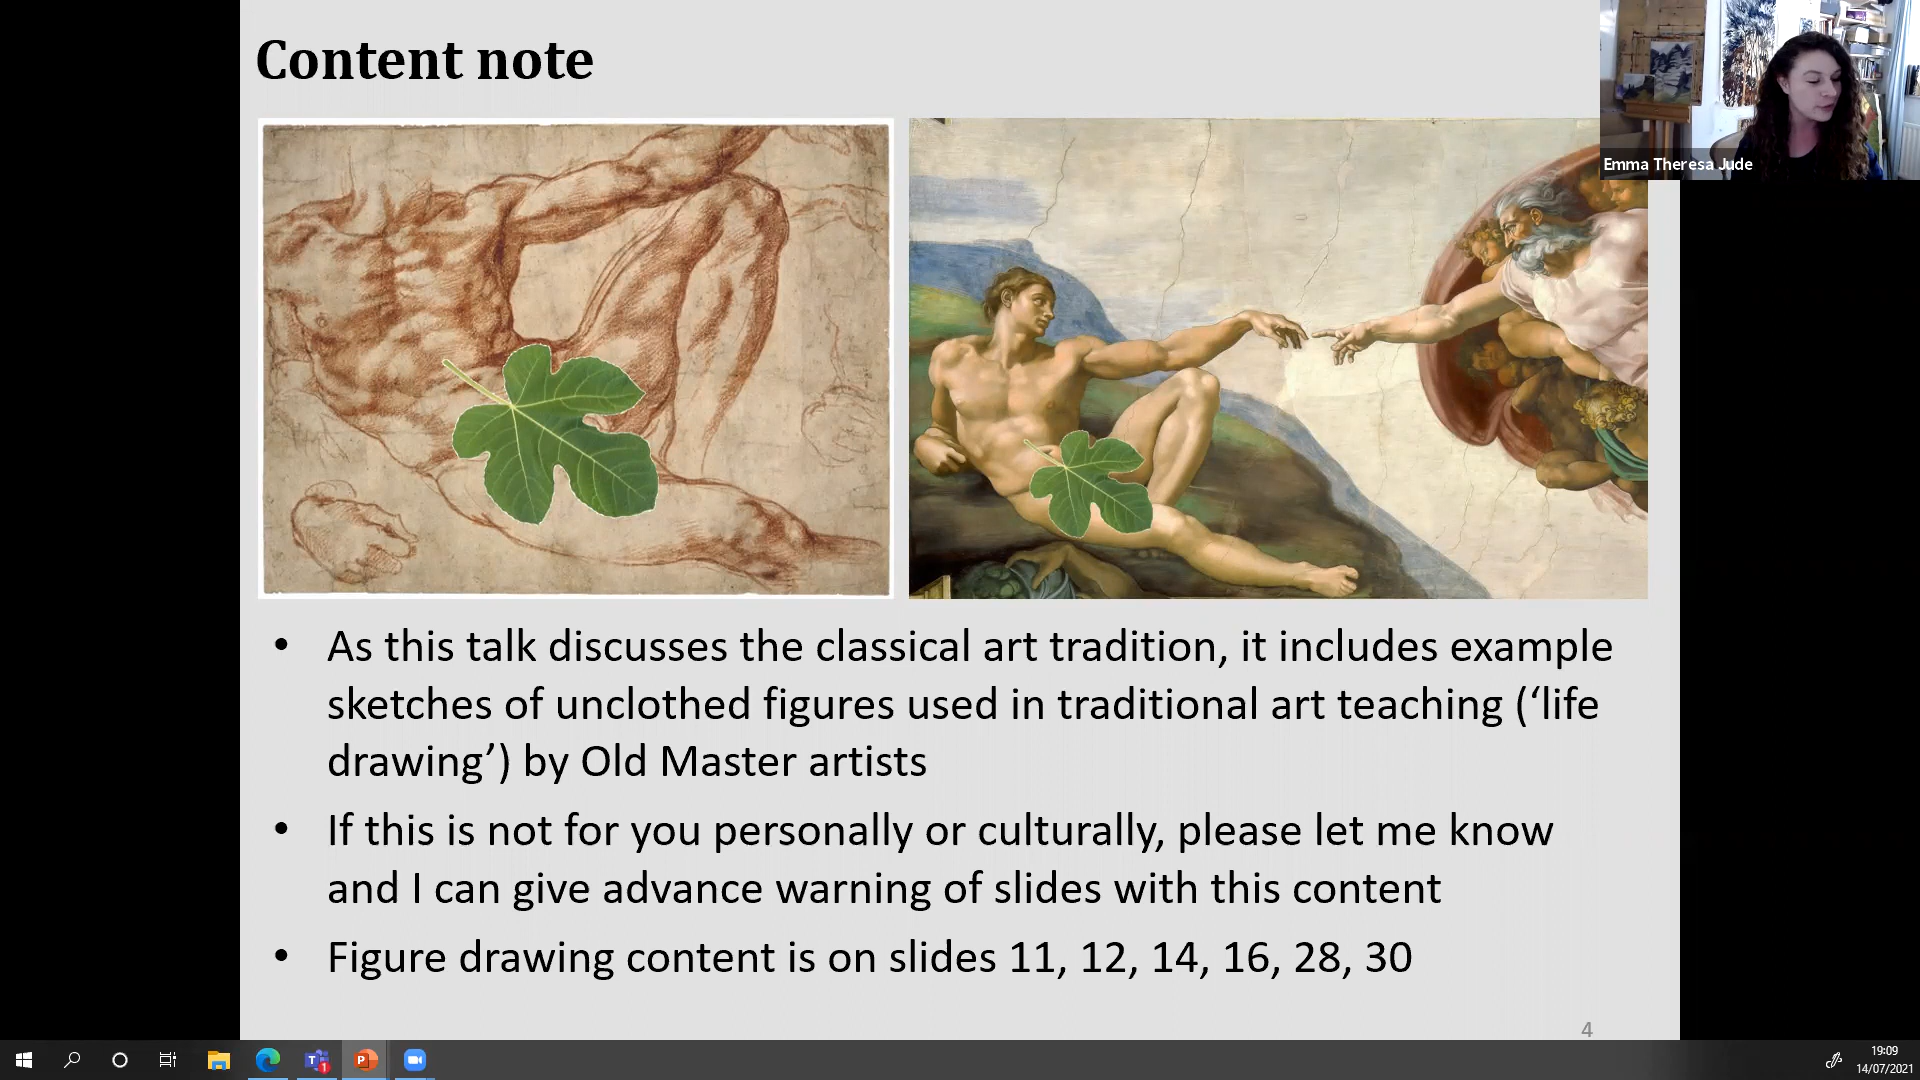 Content note
Emma Theresa Jude
• As this talk discusses the classical art tradition, it includes example
sketches of unclothed figures used in traditional art teaching (‘life
drawing’) by Old Master artists
• If this is not for you personally or culturally, please let me know
and I can give advance warning of slides with this content
• Figure drawing content is on slides 11, 12, 14, 16, 28, 30
4
T 1
P
19:09
14/07/2021